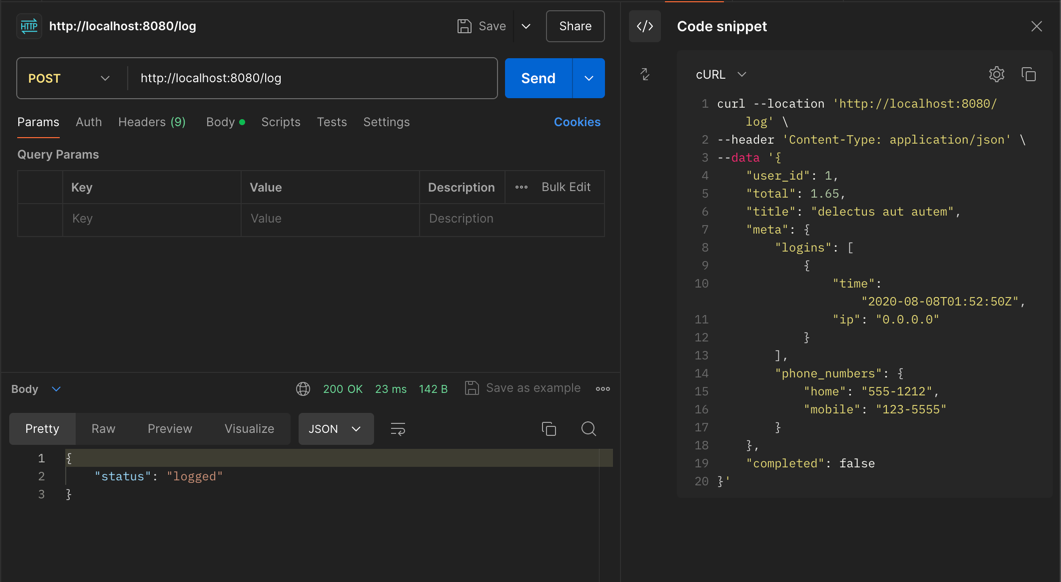 HTTP http://localhost:8080/log Save Share
POST http://localhost:8080/log Send
Params Auth Headers (9) Body Scripts Tests Settings Cookies
Query Params
Key Value Description Bulk Edit
Key Value Description
Body 200 OK 23 ms 142 B Save as example
Pretty Raw Preview Visualize JSON
1 {
2 "status": "logged"
3 }
</> Code snippet
cURL
1 curl --location 'http://localhost:8080/
log' \
2 --header 'Content-Type: application/json' \
3 --data '{
4 "user_id": 1,
5 "total": 1.65,
6 "title": "delectus aut autem",
7 "meta": {
8 "logins": [
9 {
10 "time":
"2020-08-08T01:52:50Z",
11 "ip": "0.0.0.0"
12 }
13 ],
14 "phone_numbers": {
15 "home": "555-1212",
16 "mobile": "123-5555"
17 }
18 },
19 "completed": false
20 }'